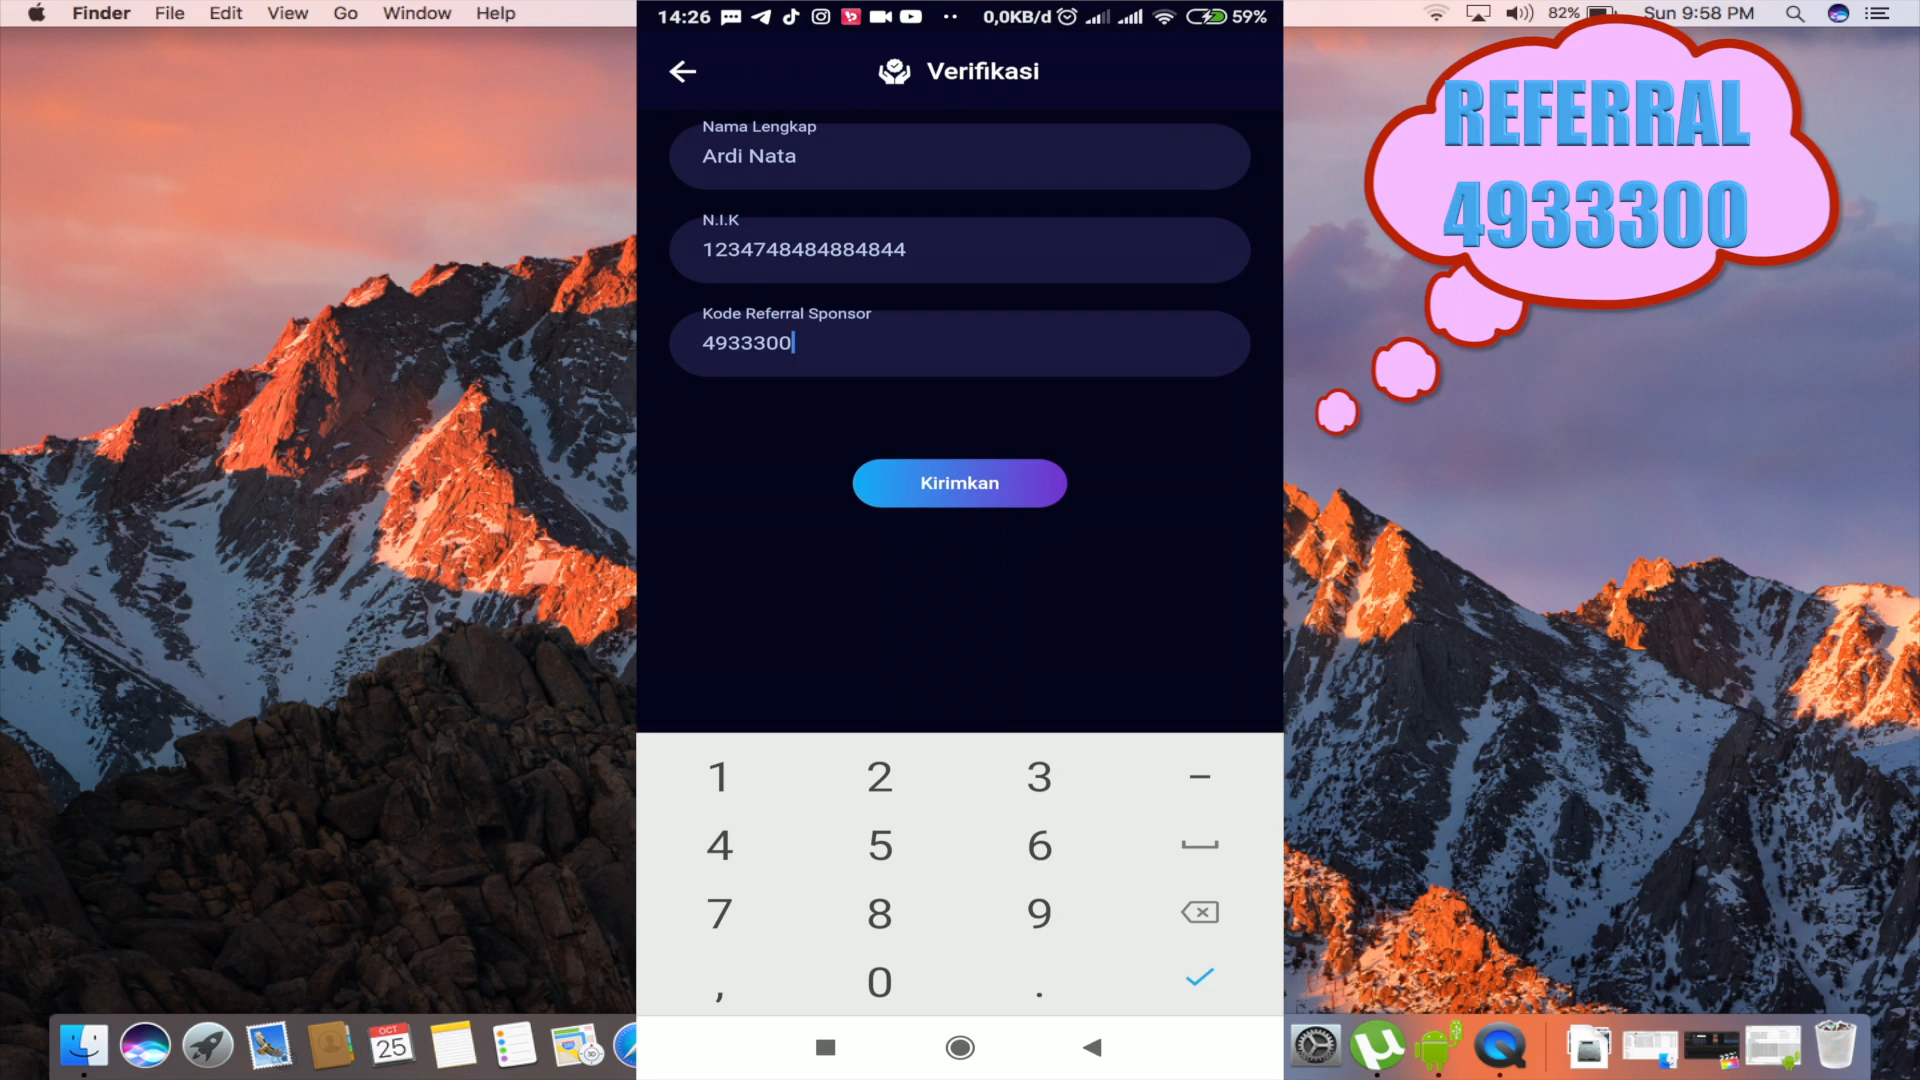 Finder File Edit View Go Window Help
14:26 0,0KB/d 59%
82% Sun 9:58 PM
Verifikasi
Nama Lengkap
Ardi Nata
N.I.K
1234748484884844
Kode Referral Sponsor
4933300
Kirimkan
REFERRAL
4933300
1 2 3 -
4 5 6
7 8 9
, 0 .
OCT
25